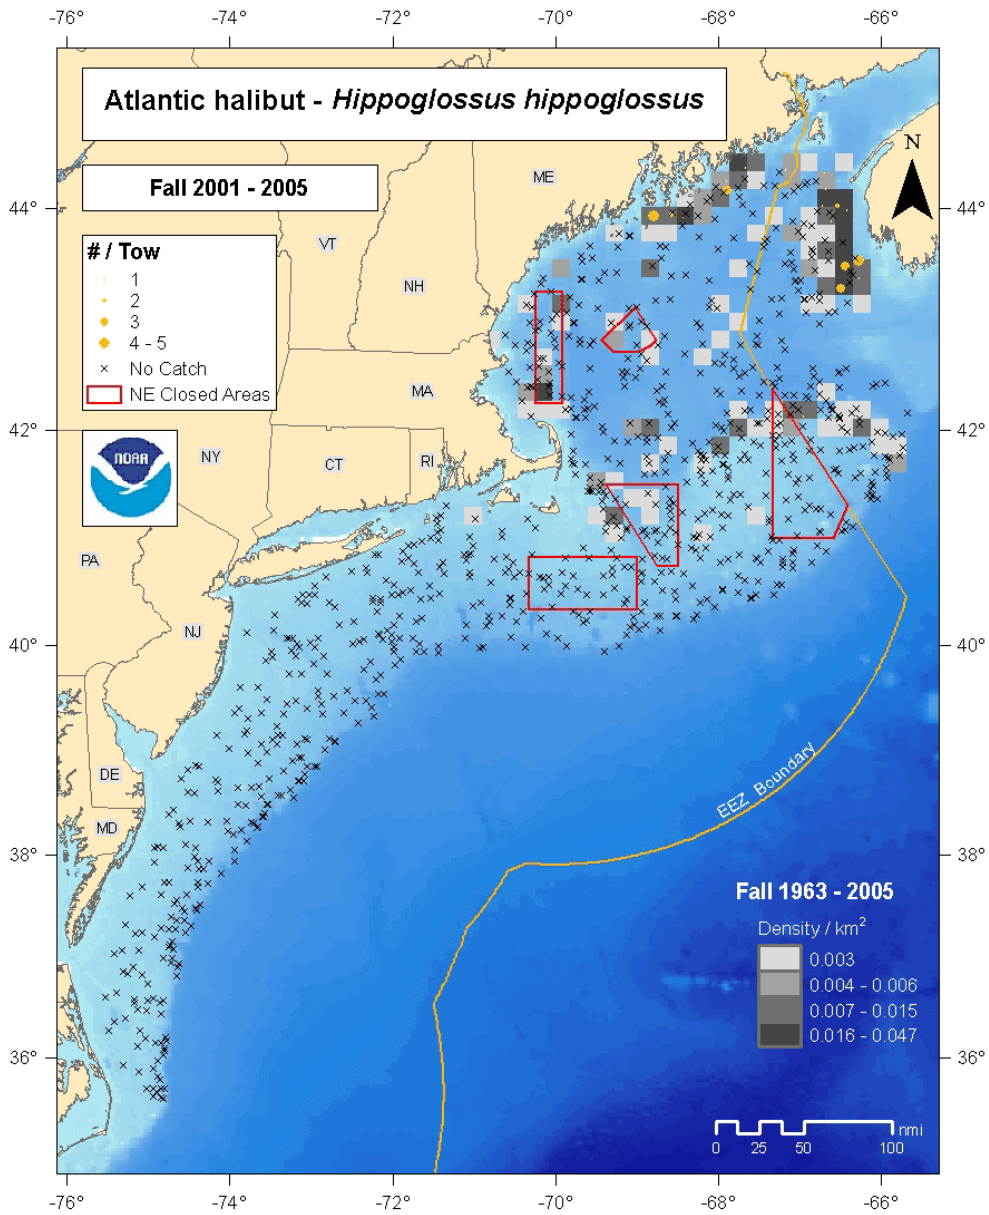 -76° -74° -72° -70° -68° -66°
Atlantic halibut - Hippoglossus hippoglossus
Fall 2001 - 2005
# / Tow
1
2
3
4 - 5
No Catch
NE Closed Areas
NOAA
N
ME
VT
NH
MA
NY
CT
RI
PA
NJ
DE
MD
44° 44°
42° 42°
40° 40°
38° 38°
36° 36°
EEZ Boundary
Fall 1963 - 2005
Density / km²
0.003
0.004 - 0.006
0.007 - 0.015
0.016 - 0.047
nmi
0 25 50 100
-76° -74° -72° -70° -68° -66°